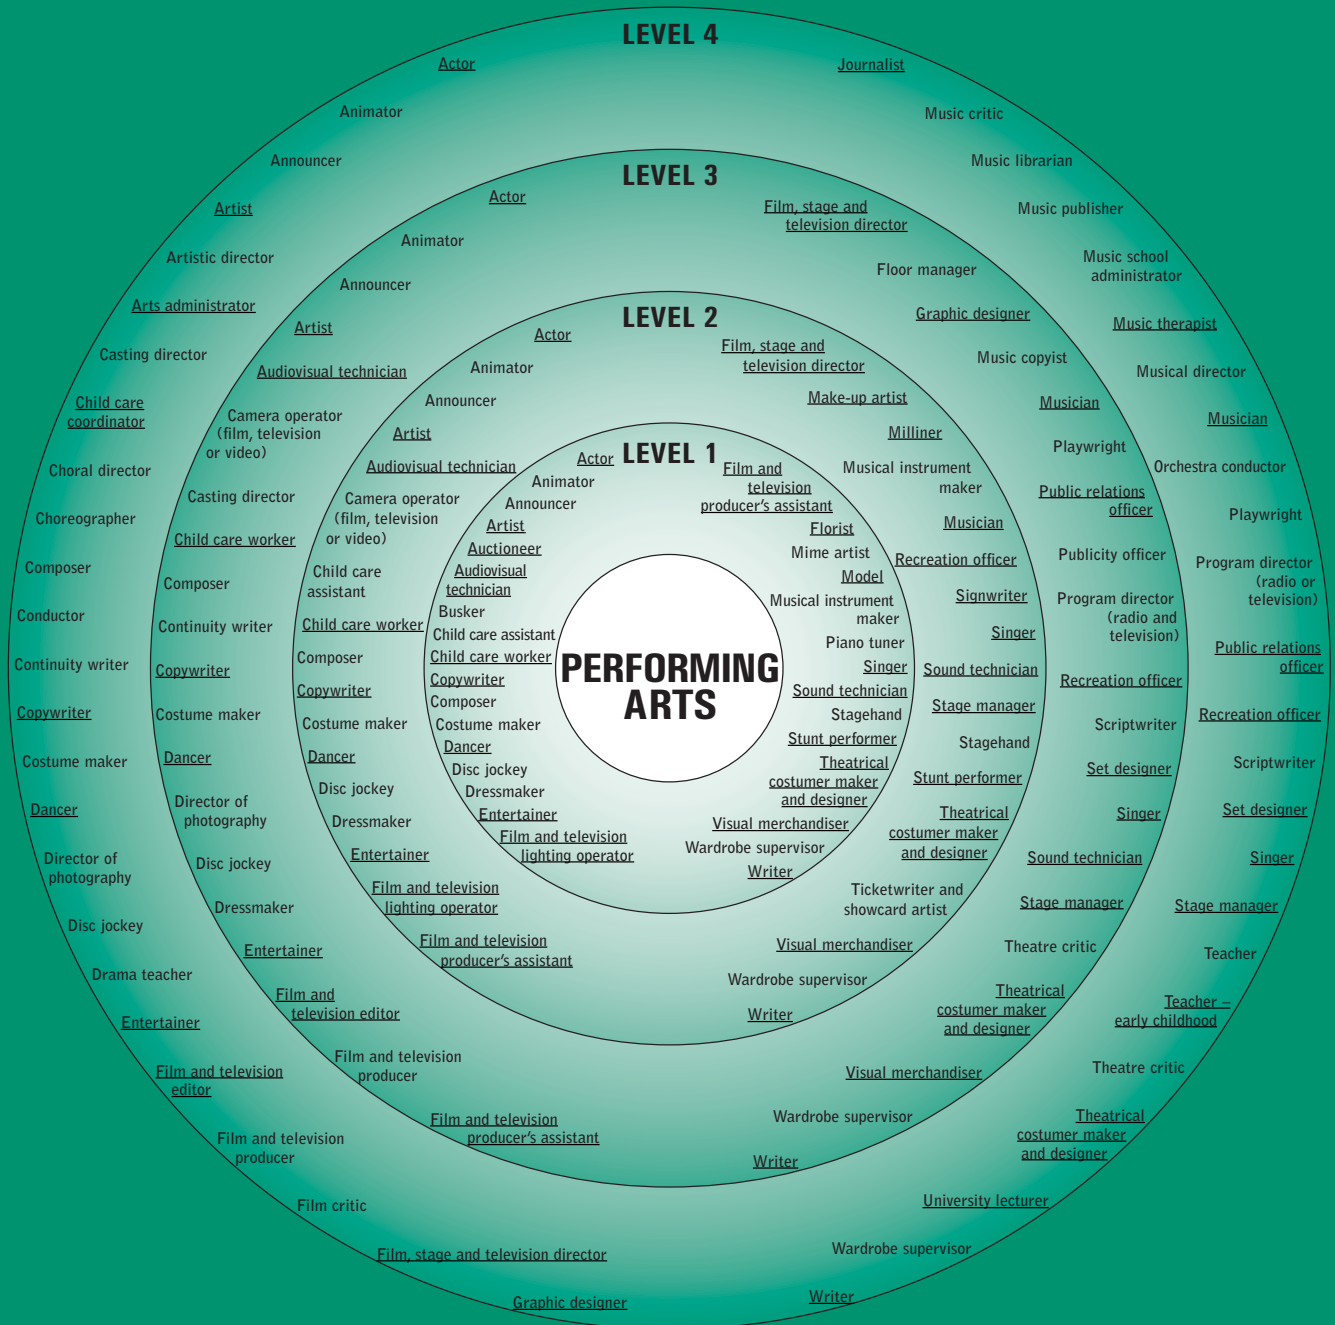 LEVEL 4
Actor
Animator
Announcer
Artist
Artistic director
Arts administrator
Casting director
Child care
coordinator
Choral director
Choreographer
Composer
Conductor
Continuity writer
Copywriter
Costume maker
Dancer
Director of
photography
Disc jockey
Drama teacher
Entertainer
Film and television
editor
Film and television
producer
Film critic
Film, stage and television director
Graphic designer
Journalist
Music critic
Music librarian
Music publisher
Music school
administrator
Music therapist
Musical director
Musician
Orchestra conductor
Playwright
Program director
(radio or
television)
Public relations
officer
Recreation officer
Scriptwriter
Set designer
Singer
Stage manager
Teacher
Teacher –
early childhood
Theatre critic
Theatrical
costumer maker
and designer
University lecturer
Wardrobe supervisor
Writer
LEVEL 3
Actor
Animator
Announcer
Artist
Audiovisual technician
Camera operator
(film, television
or video)
Casting director
Child care worker
Composer
Continuity writer
Copywriter
Costume maker
Dancer
Director of
photography
Disc jockey
Dressmaker
Entertainer
Film and
television editor
Film and television
producer
Film and television
producer's assistant
Film, stage and
television director
Floor manager
Graphic designer
Music copyist
Musician
Playwright
Public relations
officer
Publicity officer
Program director
(radio and
television)
Recreation officer
Scriptwriter
Set designer
Singer
Sound technician
Stage manager
Theatre critic
Theatrical
costumer maker
and designer
Visual merchandiser
Wardrobe supervisor
Writer
LEVEL 2
Actor
Animator
Announcer
Artist
Audiovisual technician
Camera operator
(film, television
or video)
Child care
assistant
Child care worker
Composer
Copywriter
Costume maker
Dancer
Disc jockey
Dressmaker
Entertainer
Film and television
lighting operator
Film and television
producer's assistant
Film, stage and
television director
Make-up artist
Milliner
Musical instrument
maker
Musician
Recreation officer
Signwriter
Singer
Sound technician
Stage manager
Stagehand
Stunt performer
Theatrical
costumer maker
and designer
Ticketwriter and
showcard artist
Visual merchandiser
Wardrobe supervisor
Writer
LEVEL 1
Actor
Animator
Announcer
Artist
Auctioneer
Audiovisual
technician
Busker
Child care assistant
Child care worker
Copywriter
Composer
Costume maker
Dancer
Disc jockey
Dressmaker
Entertainer
Film and television
lighting operator
Film and
television
producer's assistant
Florist
Mime artist
Model
Musical instrument
maker
Piano tuner
Singer
Sound technician
Stagehand
Stunt performer
Theatrical
costumer maker
and designer
Visual merchandiser
Wardrobe supervisor
Writer
PERFORMING
ARTS